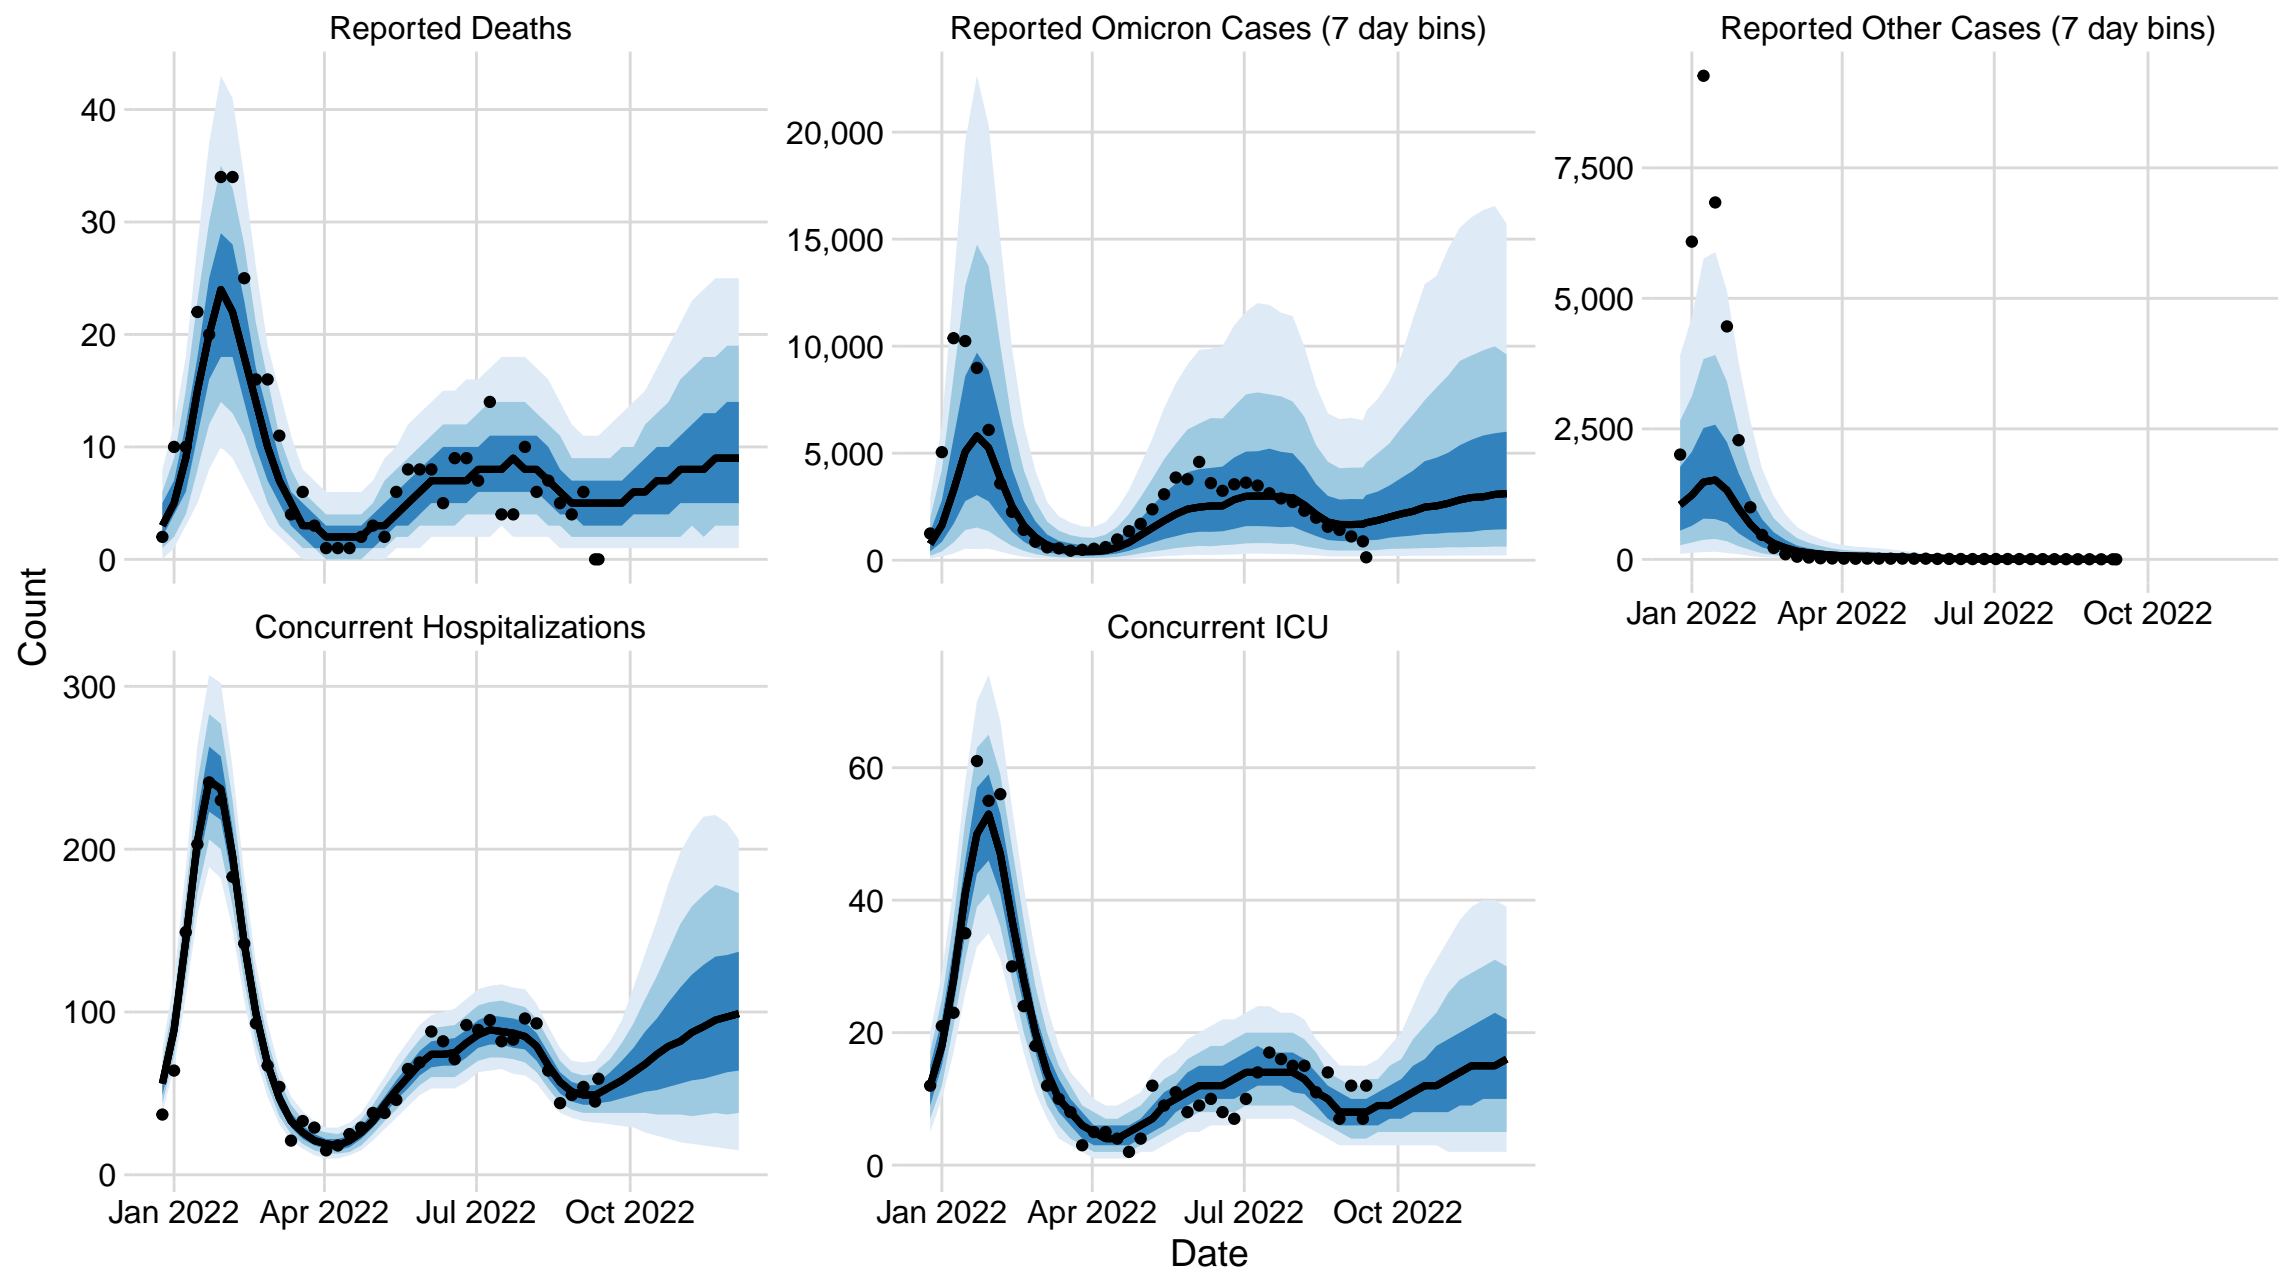 Reported Deaths
Reported Omicron Cases (7 day bins)
Reported Other Cases (7 day bins)
40
30
20
10
0
20,000
15,000
10,000
5,000
0
7,500
5,000
2,500
0
Jan 2022 Apr 2022 Jul 2022 Oct 2022
Count
Concurrent Hospitalizations
Concurrent ICU
300
200
100
0
60
40
20
0
Jan 2022 Apr 2022 Jul 2022 Oct 2022
Jan 2022 Apr 2022 Jul 2022 Oct 2022
Date